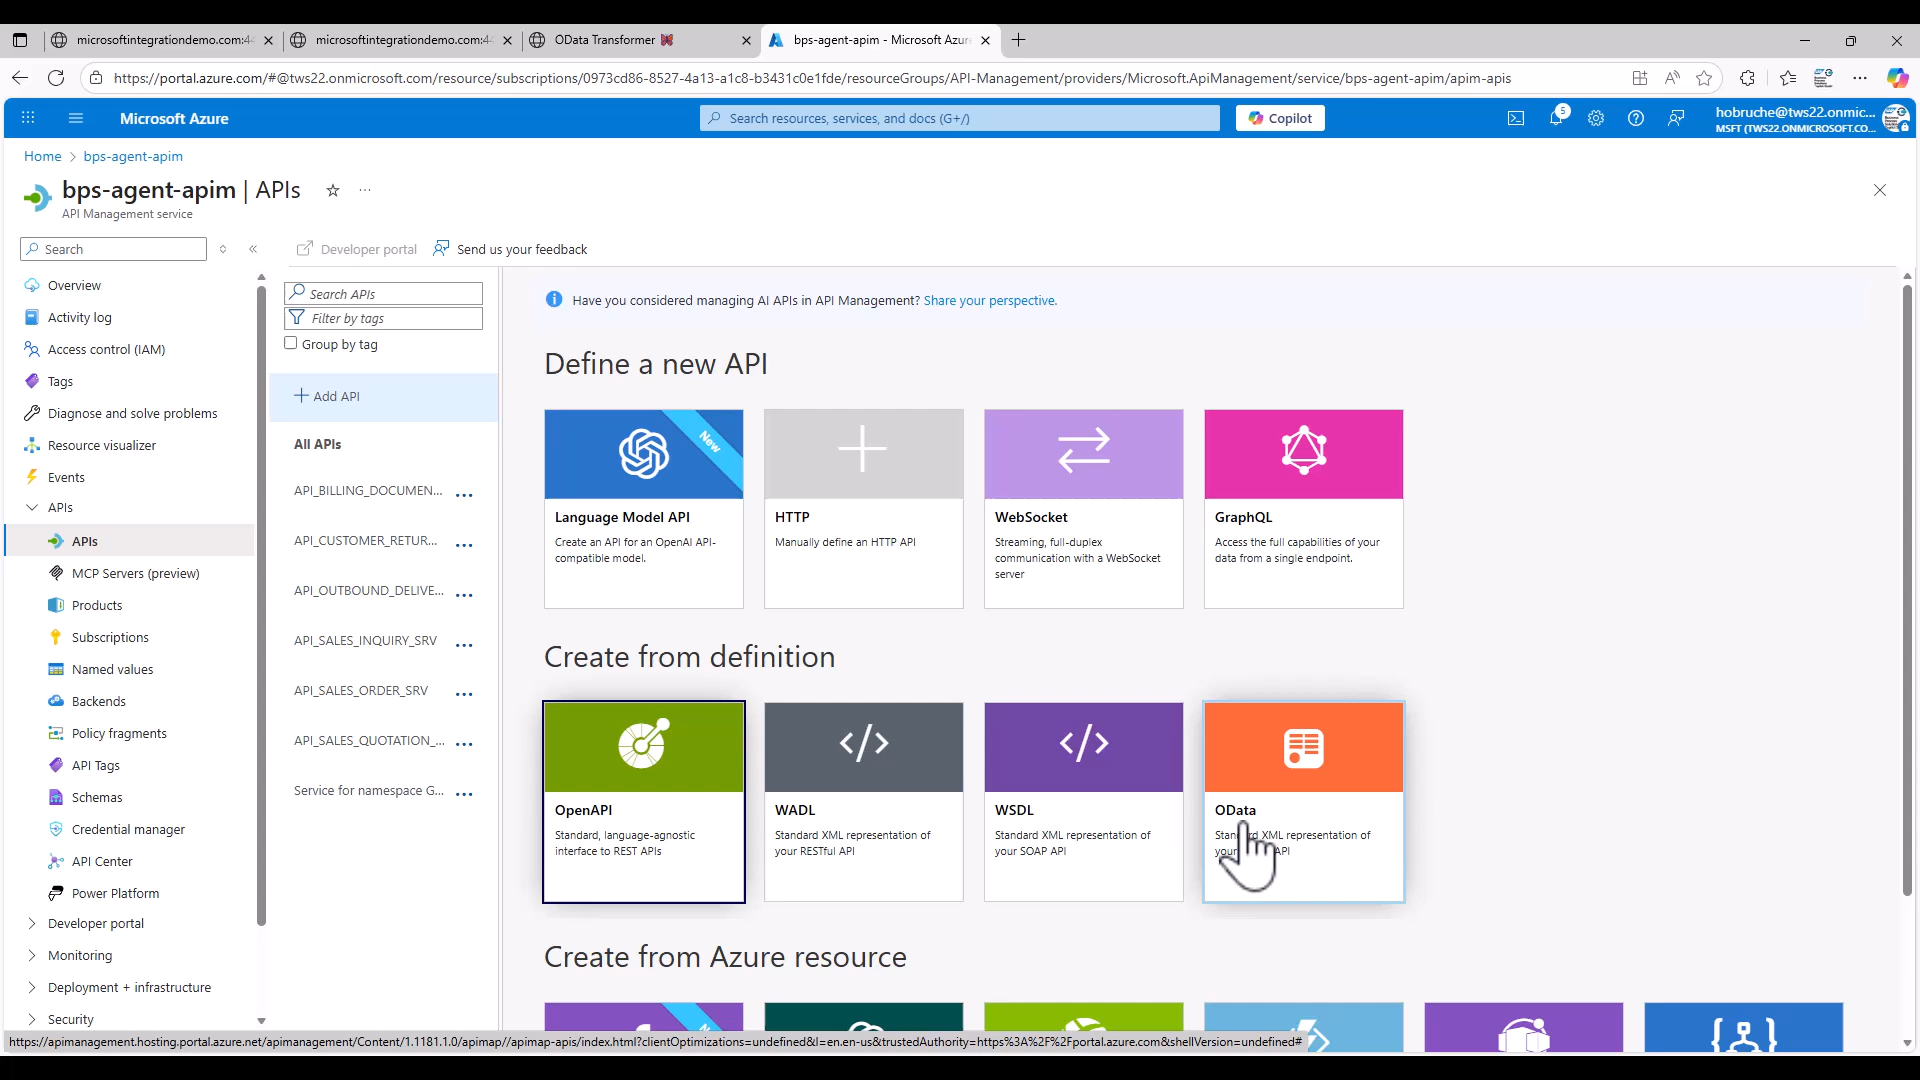 microsoftintegrationdemo.com:44
microsoftintegrationdemo.com:44
OData Transformer
bps-agent-apim - Microsoft Azure
https://portal.azure.com/#@tws22.onmicrosoft.com/resource/subscriptions/0973cd86-8527-4a13-a1c8-b3431c0e1fde/resourceGroups/API-Management/providers/Microsoft.ApiManagement/service/bps-agent-apim/apim-apis
Microsoft Azure
Search resources, services, and docs (G+/)
Copilot
5
hobruche@tws22.onmic...
MSFT (TWS22.ONMICROSOFT.CO...
Home > bps-agent-apim
bps-agent-apim | APIs
API Management service
Search
Overview
Activity log
Access control (IAM)
Tags
Diagnose and solve problems
Resource visualizer
Events
APIs
APIs
MCP Servers (preview)
Products
Subscriptions
Named values
Backends
Policy fragments
API Tags
Schemas
Credential manager
API Center
Power Platform
Developer portal
Monitoring
Deployment + infrastructure
Security
Developer portal
Send us your feedback
Search APIs
Filter by tags
Group by tag
Add API
All APIs
API_BILLING_DOCUMEN...
API_CUSTOMER_RETUR...
API_OUTBOUND_DELIVE...
API_SALES_INQUIRY_SRV
API_SALES_ORDER_SRV
API_SALES_QUOTATION_...
Service for namespace G...
Have you considered managing AI APIs in API Management? Share your perspective.
Define a new API
New
Language Model API
Create an API for an OpenAI API-
compatible model.
HTTP
Manually define an HTTP API
WebSocket
Streaming, full-duplex
communication with a WebSocket
server
GraphQL
Access the full capabilities of your
data from a single endpoint.
Create from definition
OpenAPI
Standard, language-agnostic
interface to REST APIs
WADL
Standard XML representation of
your RESTful API
WSDL
Standard XML representation of
your SOAP API
OData
XML representation of
API
Create from Azure resource
https://apimanagement.hosting.portal.azure.net/apimanagement/Content/1.1181.1.0/apimap//apimap-apis/index.html?clientOptimizations=undefined&l=en.en-us&trustedAuthority=https%3A%2F%2Fportal.azure.com&shellVersion=undefined#